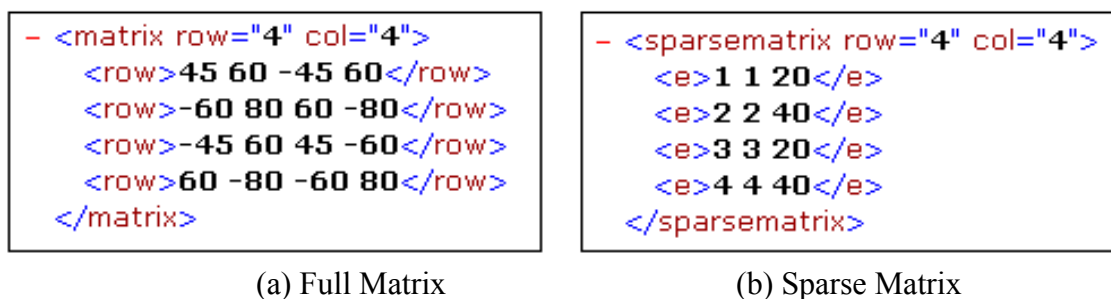 − <matrix row="4" col="4">
<row>45 60 -45 60</row>
<row>-60 80 60 -80</row>
<row>-45 60 45 -60</row>
<row>60 -80 -60 80</row>
</matrix>
(a) Full Matrix
− <sparsematrix row="4" col="4">
<e>1 1 20</e>
<e>2 2 40</e>
<e>3 3 20</e>
<e>4 4 40</e>
</sparsematrix>
(b) Sparse Matrix